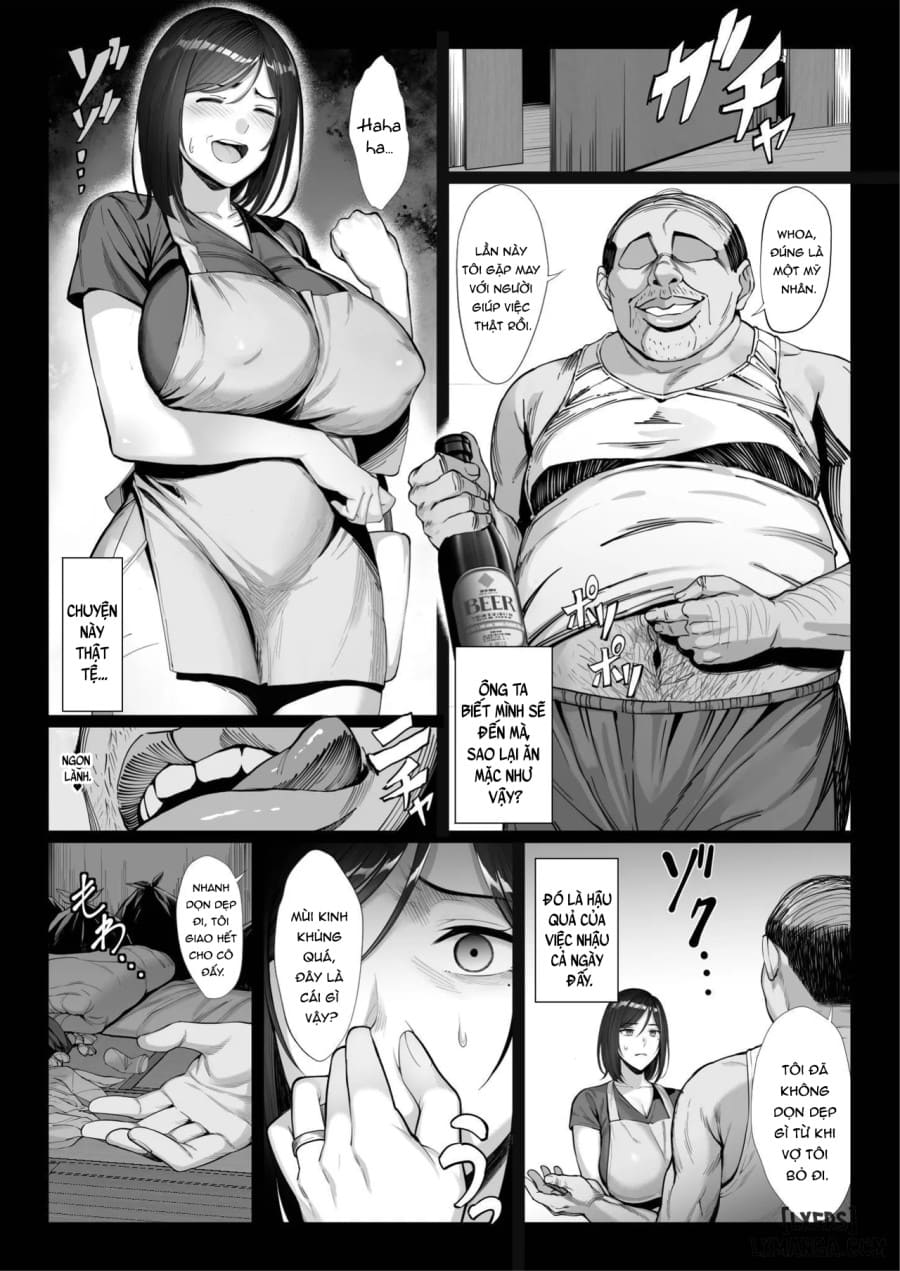 ガチャ
WHOA,
ĐÚNG LÀ
MỘT MỸ
NHÂN.
LẦN NÀY
TÔI GẶP MAY
VỚI NGƯỜI
GIÚP VIỆC
THẬT RỒI.
BEER
ポッ
ポッ
ÔNG TA
BIẾT MÌNH SẼ
ĐẾN MÀ,
SAO LẠI ĂN
MẶC NHƯ
VẬY?
ゾゾ...
Haha
ha...
CHUYỆN
NÀY
THẬT
TỆ...
NGON
LÀNH.
ニチャ
ゾク...
ĐÓ LÀ HẬU
QUẢ CỦA
VIỆC NHẬU
CẢ NGÀY
ĐẤY.
TÔI ĐÃ
KHÔNG
DỌN DẸP
GÌ TỪ KHI
VỢ TÔI
BỎ ĐI.
MÙI KINH
KHỦNG
QUÁ,
ĐÂY LÀ
CÁI GÌ
VẬY?
うっ
NHANH
DỌN DẸP
ĐI, TÔI
GIAO HẾT
CHO CÔ
ĐẤY.
もわぁ...
LXMANGA.COM